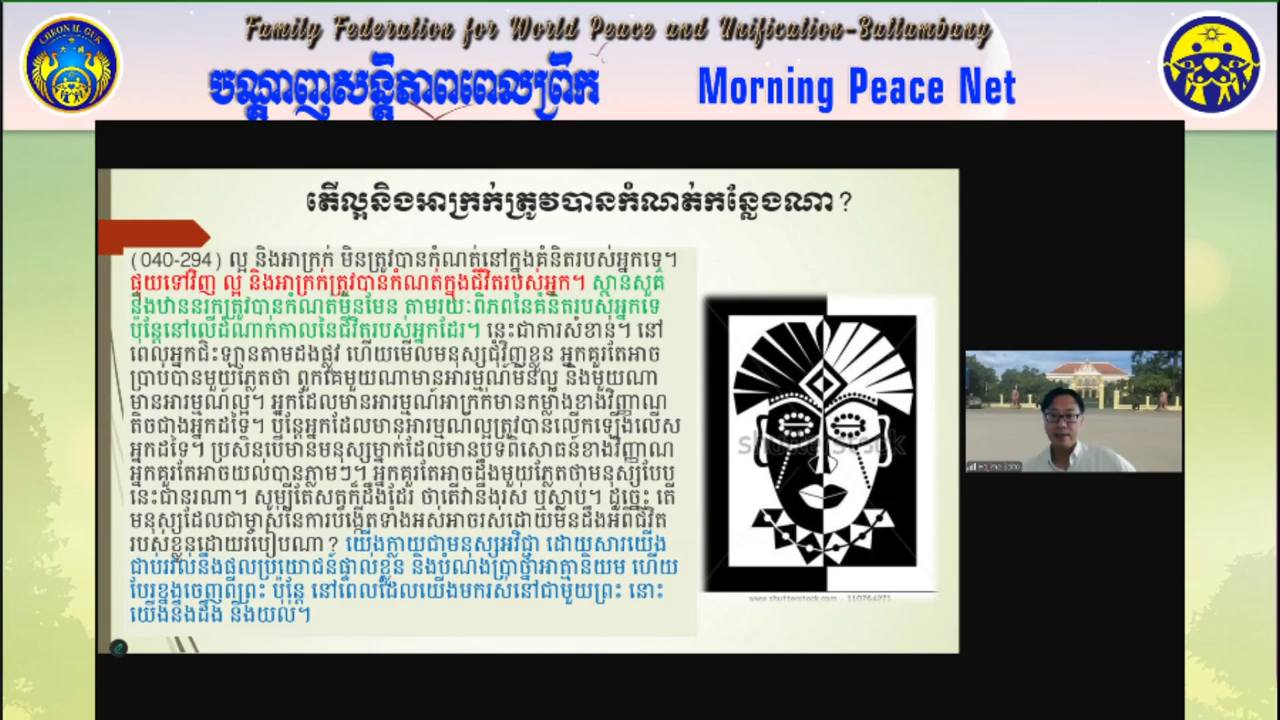 Family Federation for World Peace and Unification-Battambang
បណ្ដាញសន្តិភាពពេលព្រឹក Morning Peace Net
CHEON IL GUK
តើល្អនិងអាក្រក់ត្រូវបានកំណត់កន្លែងណា?
(040-294) ល្អ និងអាក្រក់ មិនត្រូវបានកំណត់នៅក្នុងគំនិតរបស់អ្នកទេ។
ផ្ទុយទៅវិញ ល្អ និងអាក្រក់ត្រូវបានកំណត់ក្នុងជីវិតរបស់អ្នក។ ស្ថានសួគ៌
និងឋាននរកត្រូវបានកំណត់មិនមែន តាមរយៈពិភពនៃគំនិតរបស់អ្នកទេ
ប៉ុន្តែនៅលើដំណាក់កាលនៃជីវិតរបស់អ្នកដែរ។ នេះជាការសំខាន់។ នៅ
ពេលអ្នកជិះឡានតាមដងផ្លូវ ហើយមើលមនុស្សជុំវិញខ្លួន អ្នកគួរតែអាច
ប្រាប់បានមួយភ្លែតថា ពួកគេមួយណាមានអារម្មណ៍មិនល្អ និងមួយណា
មានអារម្មណ៍ល្អ។ អ្នកដែលមានអារម្មណ៍អាក្រក់មានកម្លាំងខាងវិញ្ញាណ
តិចជាងអ្នកដទៃ។ ប៉ុន្តែអ្នកដែលមានអារម្មណ៍ល្អត្រូវបានលើកឡើងលើស
អ្នកដទៃ។ ប្រសិនបើមានមនុស្សម្នាក់ដែលមានបទពិសោធន៍ខាងវិញ្ញាណ
អ្នកគួរតែអាចយល់បានភ្លាមៗ។ អ្នកគួរតែអាចដឹងមួយភ្លែតថាមនុស្សបែប
នេះជានរណា។ សូម្បីតែសត្វក៏ដឹងដែរ ថាតើវានឹងរស់ ឬស្លាប់។ ដូច្នេះ តើ
មនុស្សដែលជាម្ចាស់នៃការបង្កើតទាំងអស់អាចរស់ដោយមិនដឹងអំពីជីវិត
របស់ខ្លួនដោយរបៀបណា? យើងក្លាយជាមនុស្សអវិជ្ជា ដោយសារយើង
ជាប់រវល់នឹងផលប្រយោជន៍ផ្ទាល់ខ្លួន និងបំណងប្រាថ្នាអាត្មានិយម ហើយ
បែរខ្នងចេញពីព្រះ ប៉ុន្តែ នៅពេលដែលយើងមករស់នៅជាមួយព្រះ នោះ
យើងនឹងដឹង និងយល់។
shutterstock
www.shutterstock.com · 110764271